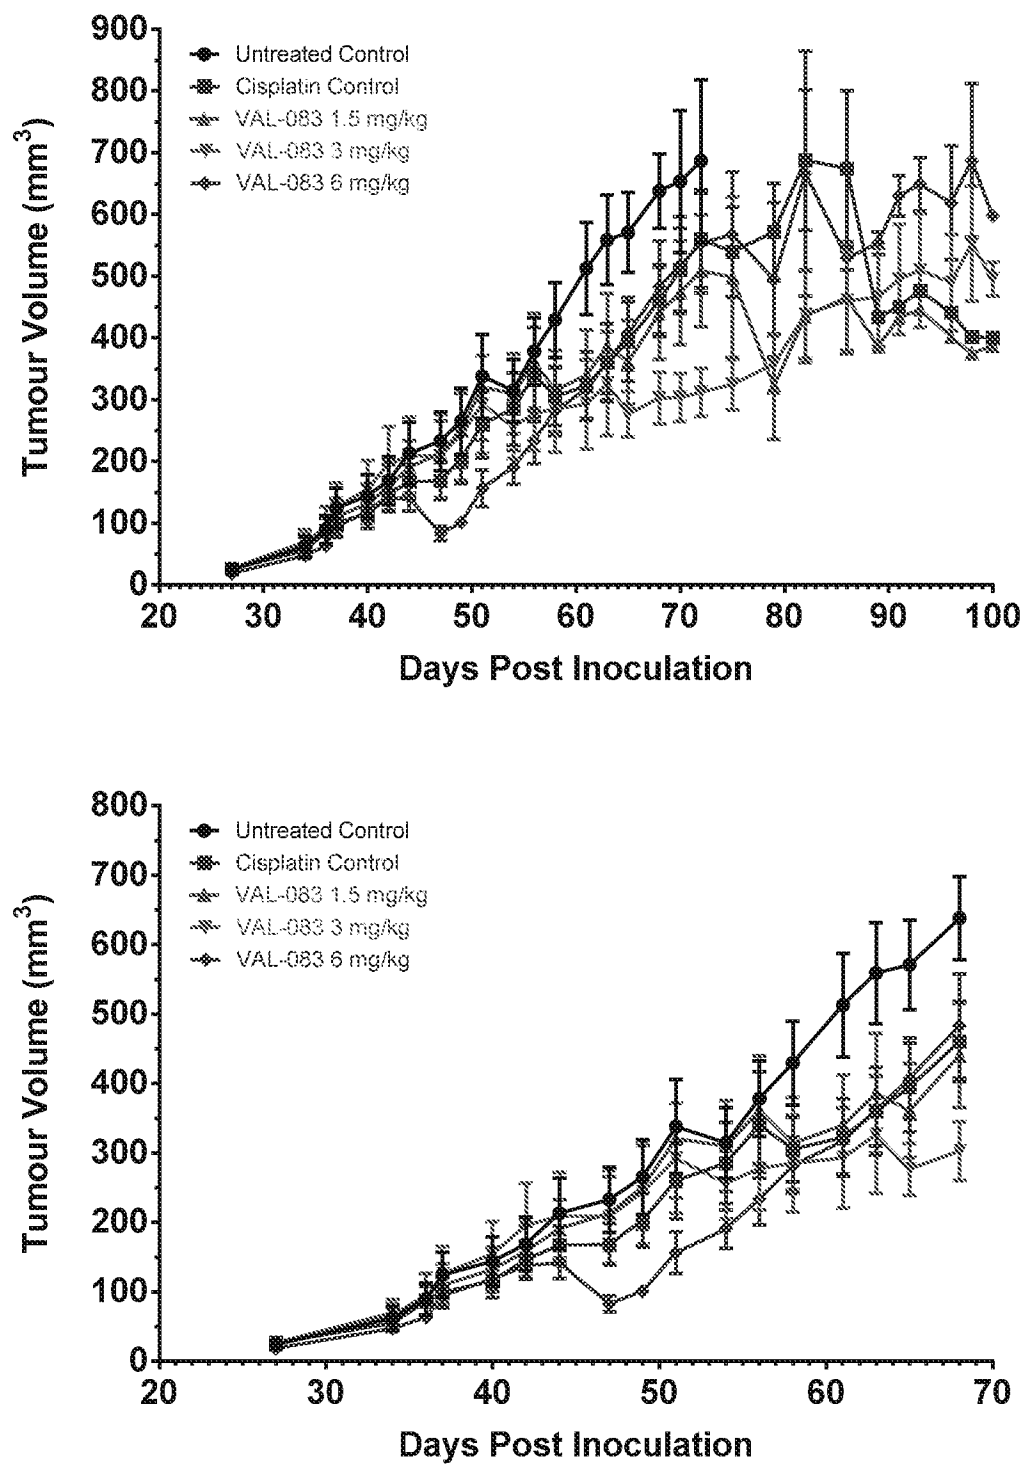 900
800
700
600
500
400
300
200
100
0
Tumour Volume (mm³)
Untreated Control
Cisplatin Control
VAL-083 1.5 mg/kg
VAL-083 3 mg/kg
VAL-083 6 mg/kg
20 30 40 50 60 70 80 90 100
Days Post Inoculation
800
700
600
500
400
300
200
100
0
Tumour Volume (mm³)
Untreated Control
Cisplatin Control
VAL-083 1.5 mg/kg
VAL-083 3 mg/kg
VAL-083 6 mg/kg
20 30 40 50 60 70
Days Post Inoculation